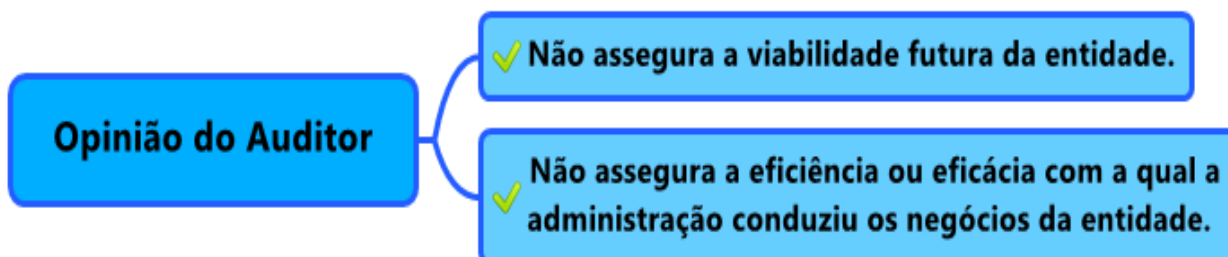 Opinião do Auditor
Não assegura a viabilidade futura da entidade.
Não assegura a eficiência ou eficácia com a qual a
administração conduziu os negócios da entidade.